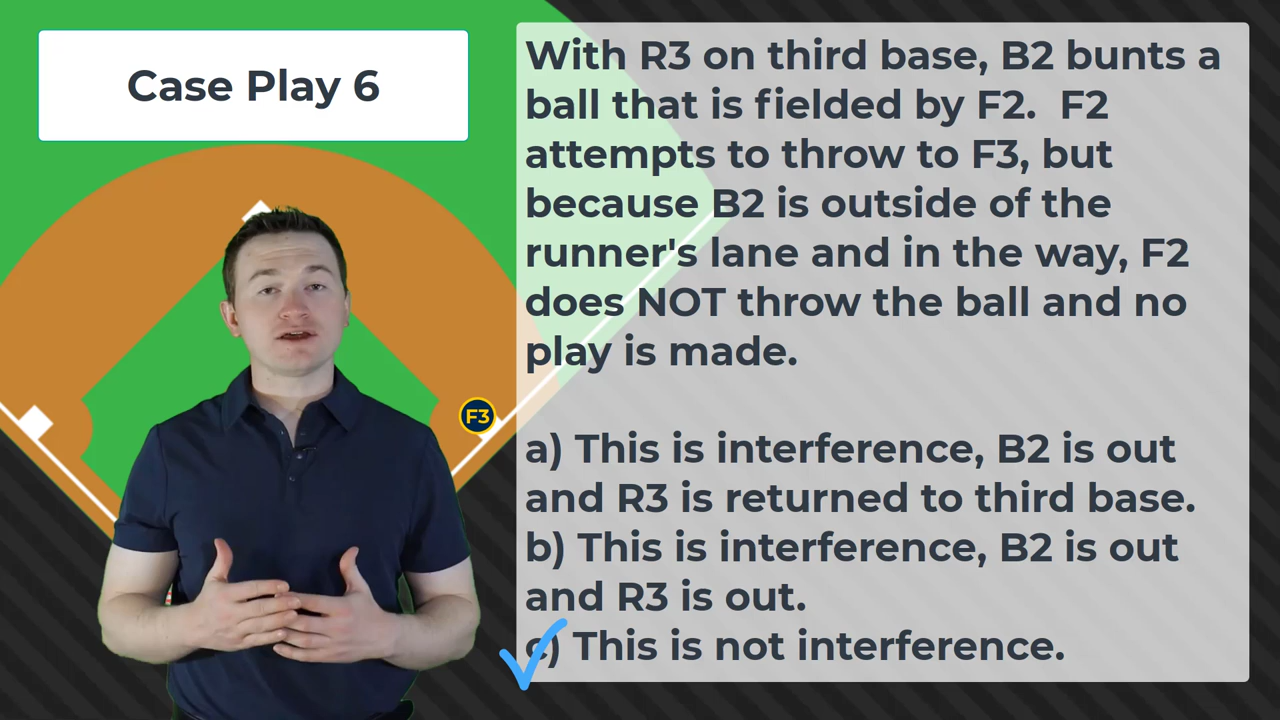 Case Play 6
With R3 on third base, B2 bunts a
ball that is fielded by F2.  F2
attempts to throw to F3, but
because B2 is outside of the
runner's lane and in the way, F2
does NOT throw the ball and no
play is made.
a) This is interference, B2 is out
and R3 is returned to third base.
b) This is interference, B2 is out
and R3 is out.
c) This is not interference.
F3